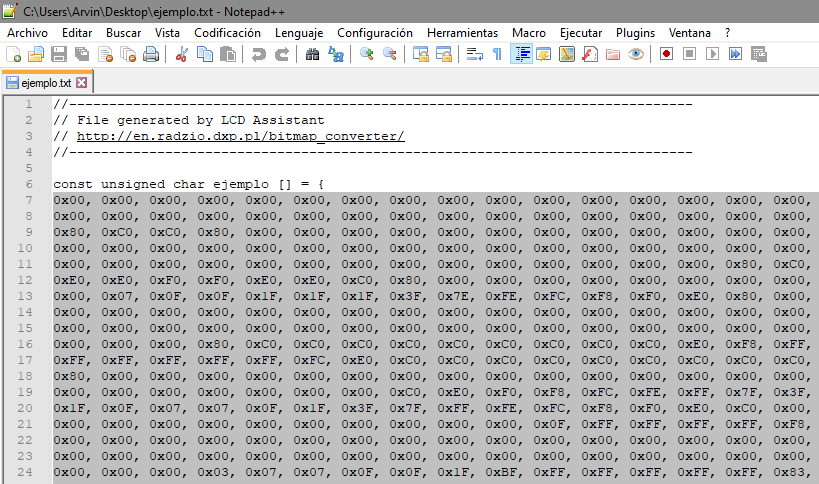 C:\Users\Arvin\Desktop\ejemplo.txt - Notepad++
Archivo Editar Buscar Vista Codificación Lenguaje Configuración Herramientas Macro Ejecutar Plugins Ventana ?
ejemplo.txt
1 //------------------------------------------------------------------------------
2 // File generated by LCD Assistant
3 // http://en.radzio.dxp.pl/bitmap_converter/
4 //------------------------------------------------------------------------------
5
6 const unsigned char ejemplo [] = {
7 0x00, 0x00, 0x00, 0x00, 0x00, 0x00, 0x00, 0x00, 0x00, 0x00, 0x00, 0x00, 0x00, 0x00, 0x00, 0x00,
8 0x00, 0x00, 0x00, 0x00, 0x00, 0x00, 0x00, 0x00, 0x00, 0x00, 0x00, 0x00, 0x00, 0x00, 0x00, 0x00,
9 0x80, 0xC0, 0xC0, 0x80, 0x00, 0x00, 0x00, 0x00, 0x00, 0x00, 0x00, 0x00, 0x00, 0x00, 0x00, 0x00,
10 0x00, 0x00, 0x00, 0x00, 0x00, 0x00, 0x00, 0x00, 0x00, 0x00, 0x00, 0x00, 0x00, 0x00, 0x00, 0x00,
11 0x00, 0x00, 0x00, 0x00, 0x00, 0x00, 0x00, 0x00, 0x00, 0x00, 0x00, 0x00, 0x00, 0x00, 0x80, 0xC0,
12 0xE0, 0xE0, 0xF0, 0xF0, 0xE0, 0xE0, 0xC0, 0x80, 0x00, 0x00, 0x00, 0x00, 0x00, 0x00, 0x00, 0x00,
13 0x00, 0x07, 0x0F, 0x0F, 0x1F, 0x1F, 0x1F, 0x3F, 0x7E, 0xFE, 0xFC, 0xF8, 0xF0, 0xE0, 0x80, 0x00,
14 0x00, 0x00, 0x00, 0x00, 0x00, 0x00, 0x00, 0x00, 0x00, 0x00, 0x00, 0x00, 0x00, 0x00, 0x00, 0x00,
15 0x00, 0x00, 0x00, 0x00, 0x00, 0x00, 0x00, 0x00, 0x00, 0x00, 0x00, 0x00, 0x00, 0x00, 0x00, 0x00,
16 0x00, 0x00, 0x00, 0x80, 0xC0, 0xC0, 0xC0, 0xC0, 0xC0, 0xC0, 0xC0, 0xC0, 0xC0, 0xE0, 0xF8, 0xFF,
17 0xFF, 0xFF, 0xFF, 0xFF, 0xFF, 0xFC, 0xE0, 0xC0, 0xC0, 0xC0, 0xC0, 0xC0, 0xC0, 0xC0, 0xC0, 0xC0,
18 0x80, 0x00, 0x00, 0x00, 0x00, 0x00, 0x00, 0x00, 0x00, 0x00, 0x00, 0x00, 0x00, 0x00, 0x00, 0x00,
19 0x00, 0x00, 0x00, 0x00, 0x00, 0x00, 0x00, 0xC0, 0xE0, 0xF0, 0xF8, 0xFC, 0xFE, 0xFF, 0x7F, 0x3F,
20 0x1F, 0x0F, 0x07, 0x07, 0x0F, 0x1F, 0x3F, 0x7F, 0xFF, 0xFE, 0xFC, 0xF8, 0xF0, 0xE0, 0xC0, 0x00,
21 0x00, 0x00, 0x00, 0x00, 0x00, 0x00, 0x00, 0x00, 0x00, 0x00, 0x0F, 0xFF, 0xFF, 0xFF, 0xFF, 0xF8,
22 0x00, 0x00, 0x00, 0x00, 0x00, 0x00, 0x00, 0x00, 0x00, 0x00, 0x00, 0x00, 0x00, 0x00, 0x00, 0x00,
23 0x00, 0x00, 0x00, 0x00, 0x00, 0x00, 0x00, 0x00, 0x00, 0x00, 0x00, 0x00, 0x00, 0x00, 0x00, 0x00,
24 0x00, 0x00, 0x00, 0x03, 0x07, 0x07, 0x0F, 0x0F, 0x1F, 0xBF, 0xFF, 0xFF, 0xFF, 0xFF, 0xFF, 0x83,